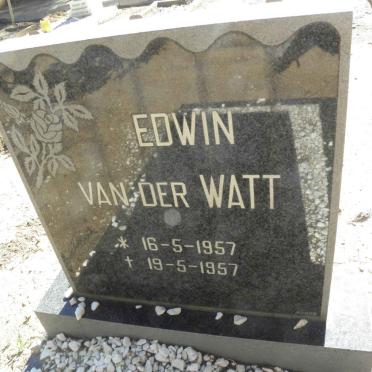 EDWIN
VAN DER WATT
* 16-5-1957
† 19-5-1957